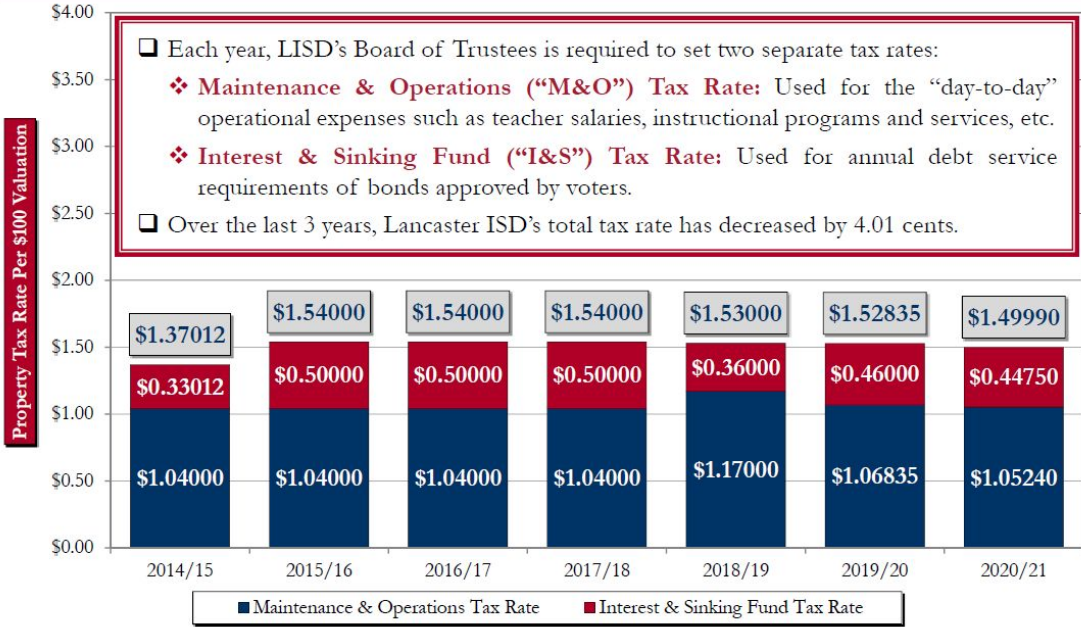 $4.00
$3.50
$3.00
$2.50
$2.00
$1.50
$1.00
$0.50
$0.00
Property Tax Rate Per $100 Valuation
❑ Each year, LISD's Board of Trustees is required to set two separate tax rates:
❖ Maintenance & Operations (“M&O”) Tax Rate: Used for the “day-to-day”
operational expenses such as teacher salaries, instructional programs and services, etc.
❖ Interest & Sinking Fund (“I&S”) Tax Rate: Used for annual debt service
requirements of bonds approved by voters.
❑ Over the last 3 years, Lancaster ISD's total tax rate has decreased by 4.01 cents.
$1.37012 $1.54000 $1.54000 $1.54000 $1.53000 $1.52835 $1.49990
$0.33012 $0.50000 $0.50000 $0.50000 $0.36000 $0.46000 $0.44750
$1.04000 $1.04000 $1.04000 $1.04000 $1.17000 $1.06835 $1.05240
2014/15 2015/16 2016/17 2017/18 2018/19 2019/20 2020/21
Maintenance & Operations Tax Rate Interest & Sinking Fund Tax Rate